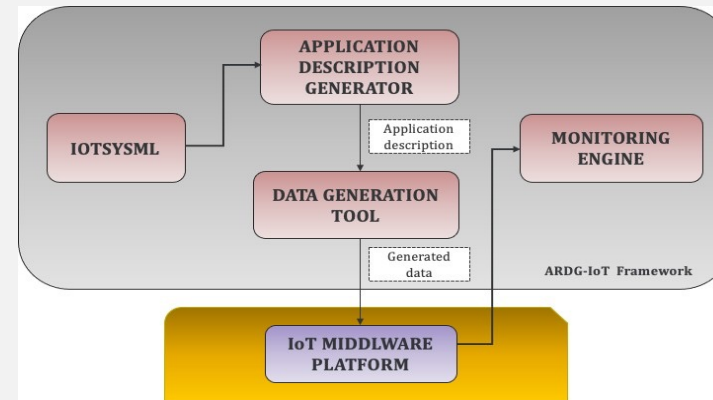 APPLICATION
DESCRIPTION
GENERATOR
IOTSYSML
Application
description
MONITORING
ENGINE
DATA GENERATION
TOOL
Generated
data
ARDG-IoT Framework
IoT MIDDLWARE
PLATFORM